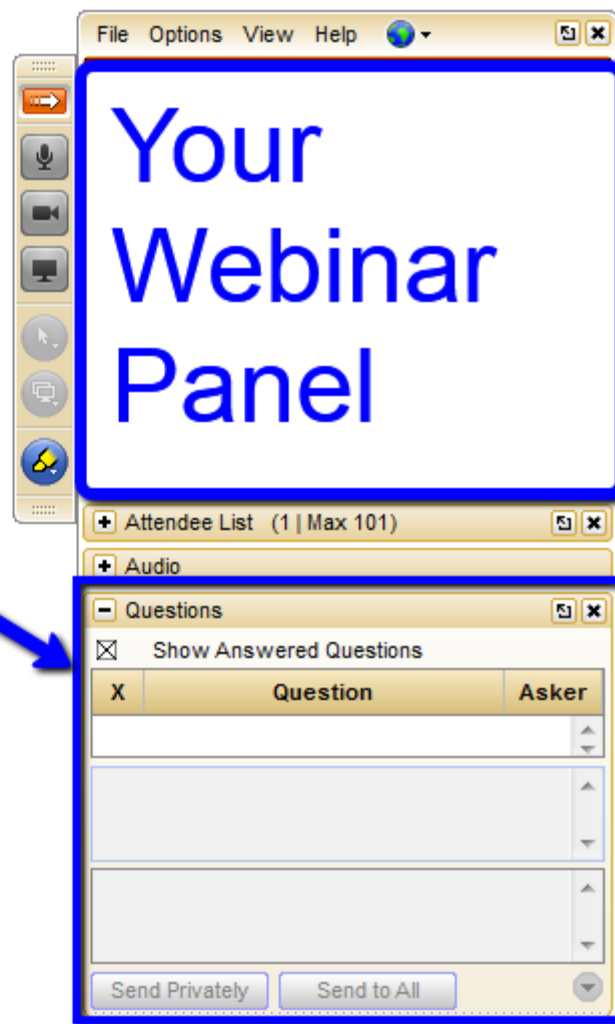 File Options View Help
Your
Webinar
Panel
Attendee List (1 | Max 101)
Audio
Questions
Show Answered Questions
X Question Asker
Send Privately Send to All